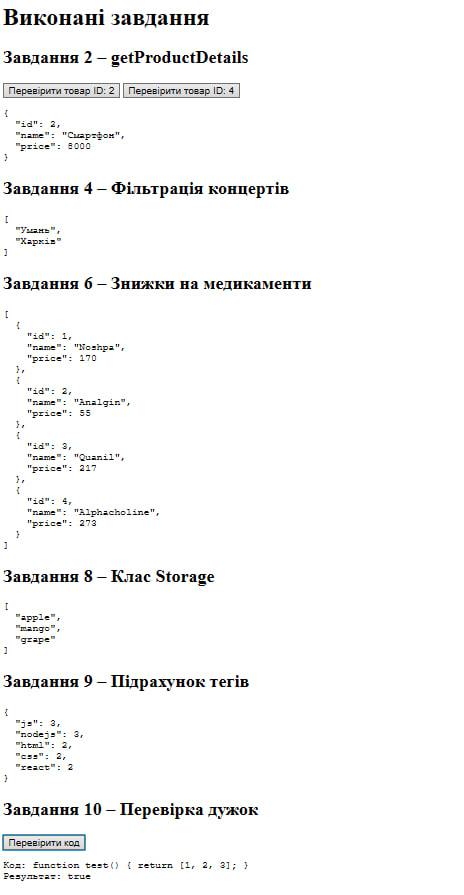 Виконані завдання
Завдання 2 – getProductDetails
Перевірити товар ID: 2 Перевірити товар ID: 4
{
  "id": 2,
  "name": "Смартфон",
  "price": 8000
}
Завдання 4 – Фільтрація концертів
[
  "Умань",
  "Харків"
]
Завдання 6 – Знижки на медикаменти
[
  {
    "id": 1,
    "name": "Noshpa",
    "price": 170
  },
  {
    "id": 2,
    "name": "Analgin",
    "price": 55
  },
  {
    "id": 3,
    "name": "Quanil",
    "price": 217
  },
  {
    "id": 4,
    "name": "Alphacholine",
    "price": 273
  }
]
Завдання 8 – Клас Storage
[
  "apple",
  "mango",
  "grape"
]
Завдання 9 – Підрахунок тегів
{
  "js": 3,
  "nodejs": 3,
  "html": 2,
  "css": 2,
  "react": 2
}
Завдання 10 – Перевірка дужок
Перевірити код
Код: function test() { return [1, 2, 3]; }
Результат: true